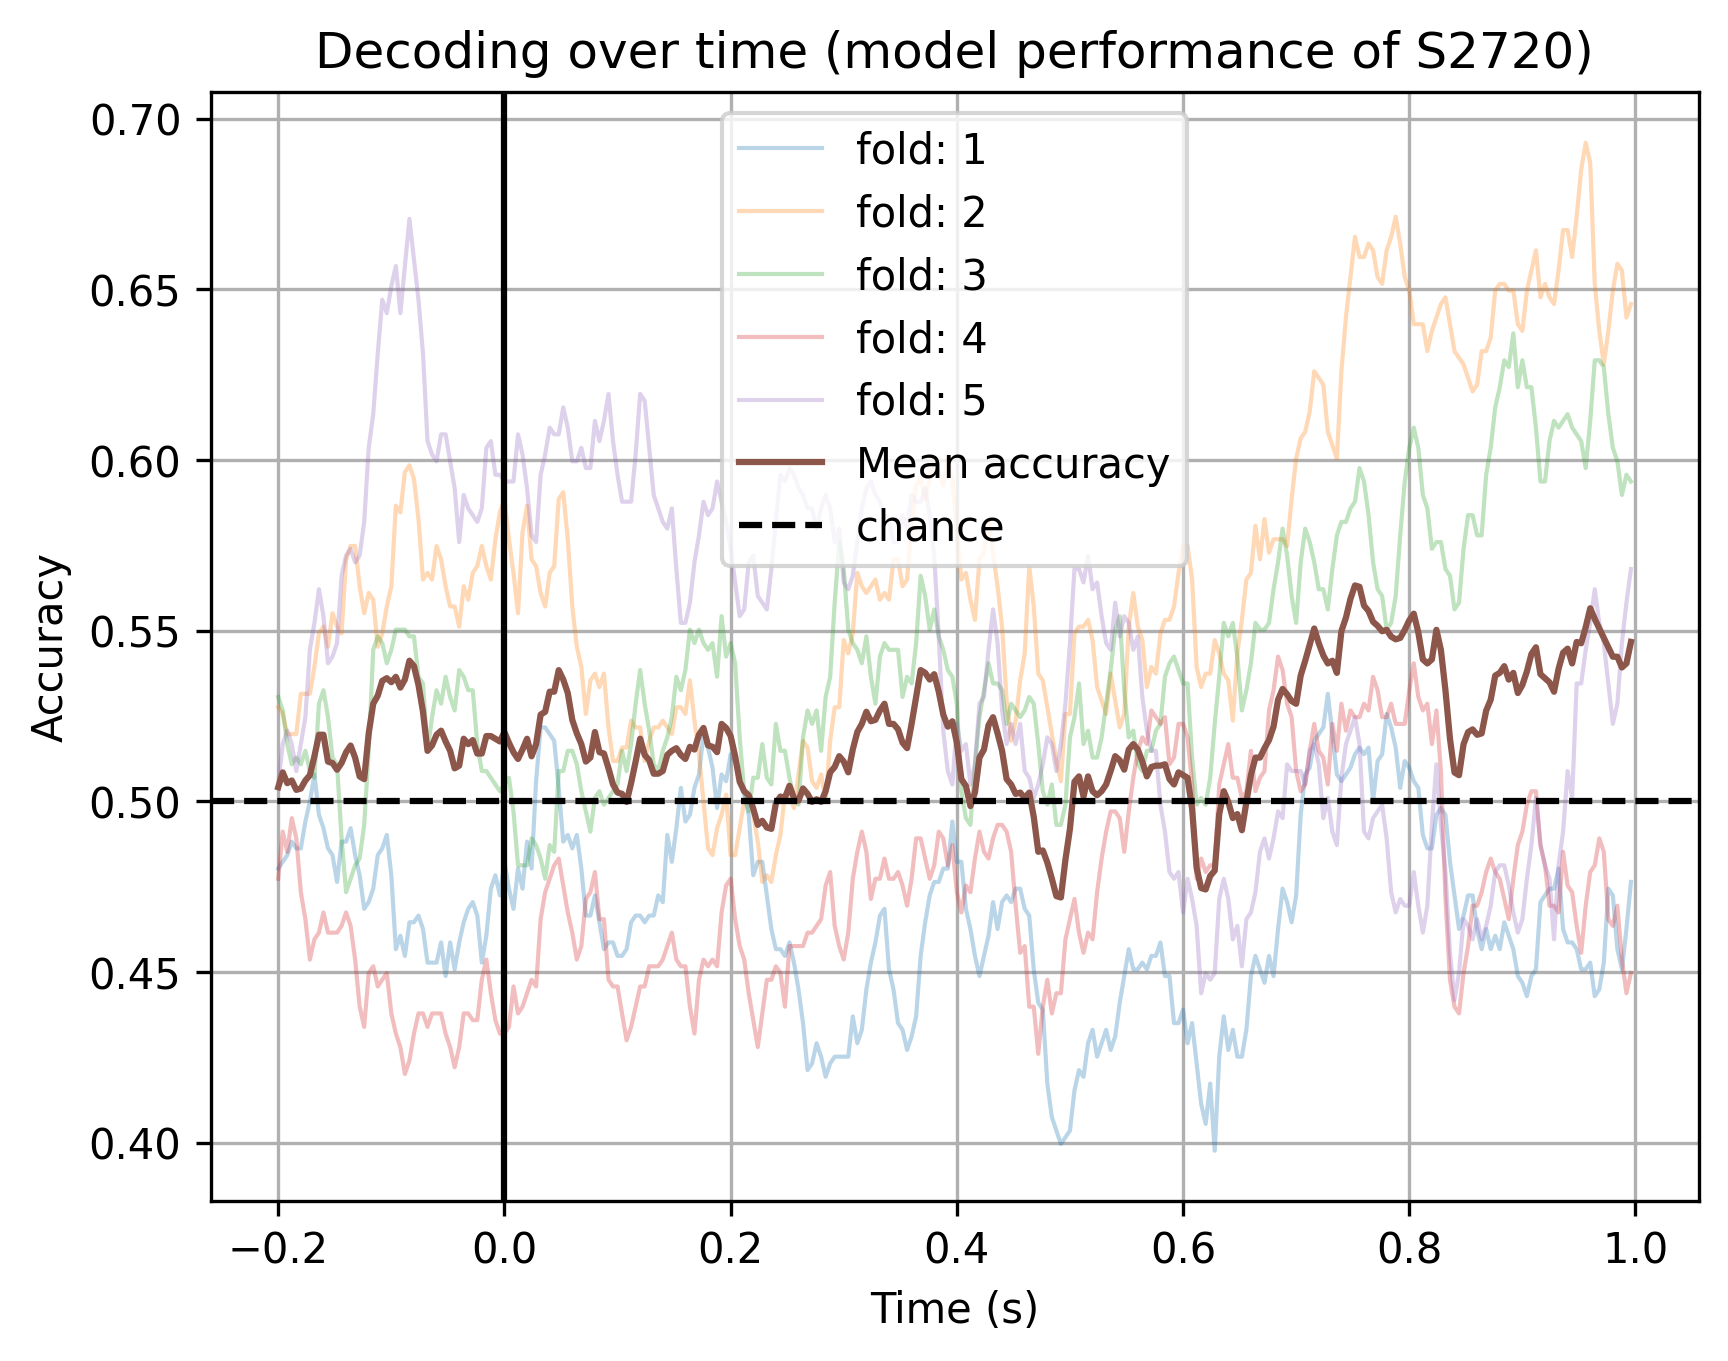 Decoding over time (model performance of S2720)
0.70
0.65
0.60
0.55
0.50
0.45
0.40
Accuracy
fold: 1
fold: 2
fold: 3
fold: 4
fold: 5
Mean accuracy
chance
−0.2
0.0
0.2
0.4
0.6
0.8
1.0
Time (s)